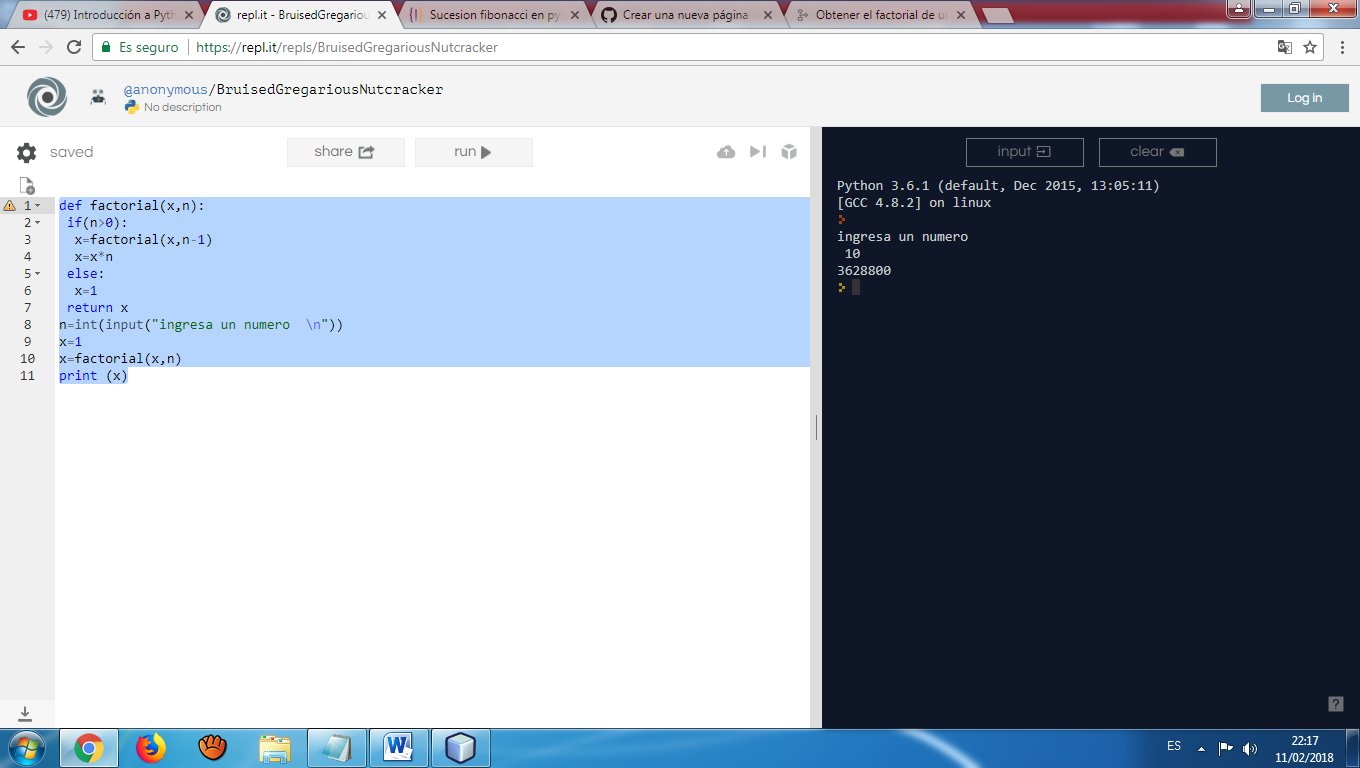 (479) Introducción a Pyth
repl.it - BruisedGregariou
Sucesion fibonacci en py
Crear una nueva página
Obtener el factorial de u
Es seguro
https://repl.it/repls/BruisedGregariousNutcracker
@anonymous/BruisedGregariousNutcracker
No description
Log in
saved
share
run
input
clear
1 def factorial(x,n):
2  if(n>0):
3   x=factorial(x,n-1)
4   x=x*n
5  else:
6   x=1
7  return x
8 n=int(input("ingresa un numero  \n"))
9 x=1
10 x=factorial(x,n)
11 print (x)
Python 3.6.1 (default, Dec 2015, 13:05:11)
[GCC 4.8.2] on linux
ingresa un numero
 10
3628800
?
ES
22:17
11/02/2018